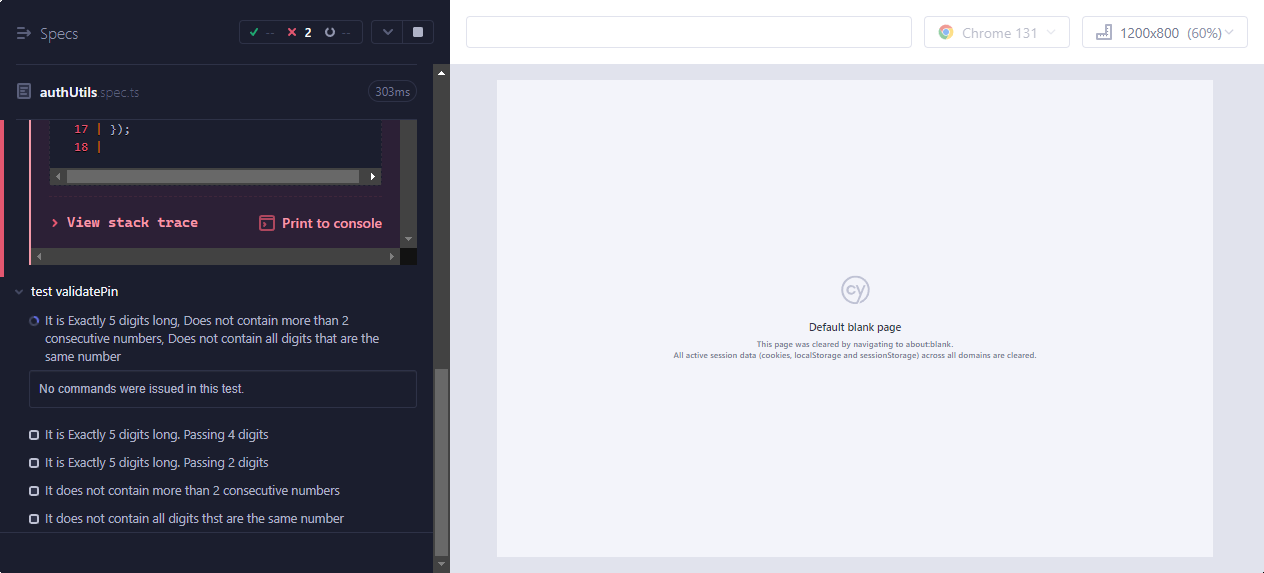 Specs
--
2
--
Chrome 131
1200x800 (60%)
authUtils.spec.ts
303ms
17 | });
18 |
View stack trace
Print to console
test validatePin
It is Exactly 5 digits long, Does not contain more than 2
consecutive numbers, Does not contain all digits that are the
same number
No commands were issued in this test.
It is Exactly 5 digits long. Passing 4 digits
It is Exactly 5 digits long. Passing 2 digits
It does not contain more than 2 consecutive numbers
It does not contain all digits thst are the same number
cy
Default blank page
This page was cleared by navigating to about:blank.
All active session data (cookies, localStorage and sessionStorage) across all domains are cleared.